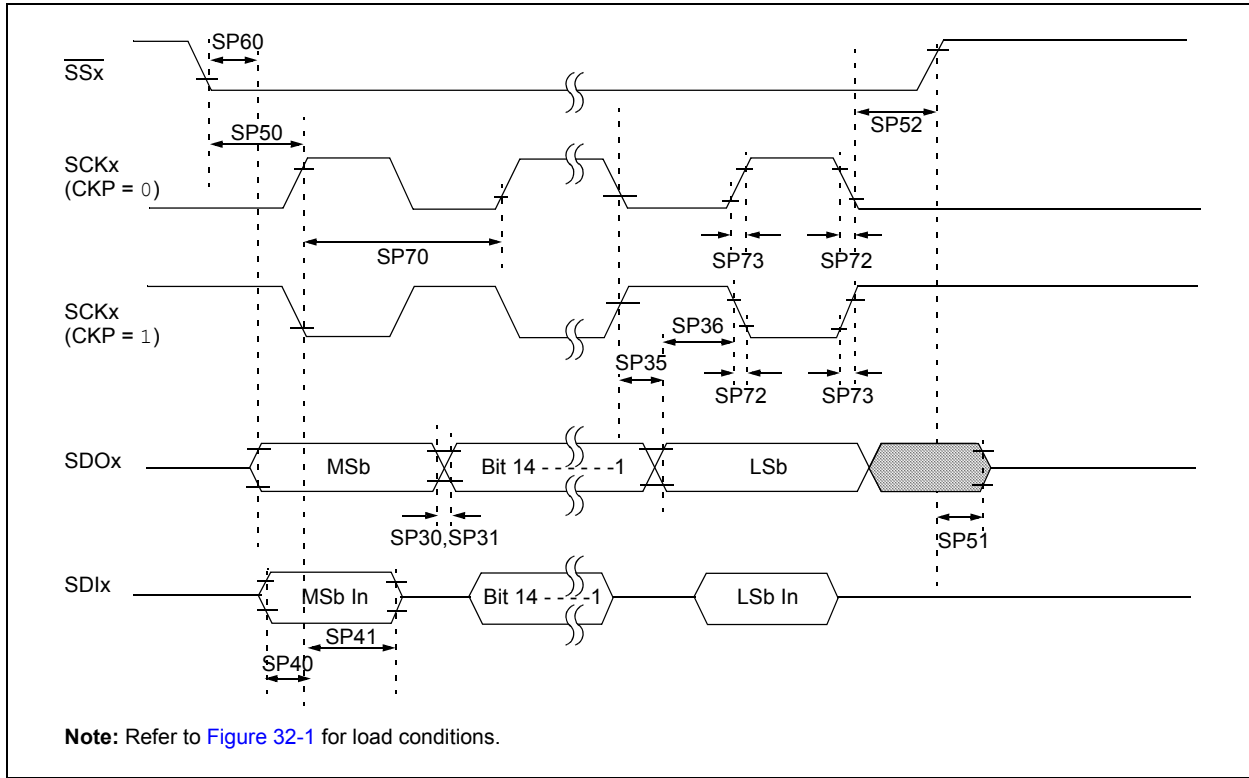 SP60
SSx
SP50
SP52
SCKx
(CKP = 0)
SP70
SP73
SP72
SCKx
(CKP = 1)
SP36
SP35
SP72
SP73
SDOx
MSb
Bit 14 - - - - - -1
LSb
SP30,SP31
SP51
SDIx
MSb In
Bit 14 - - - -1
LSb In
SP41
SP40
Note: Refer to Figure 32-1 for load conditions.